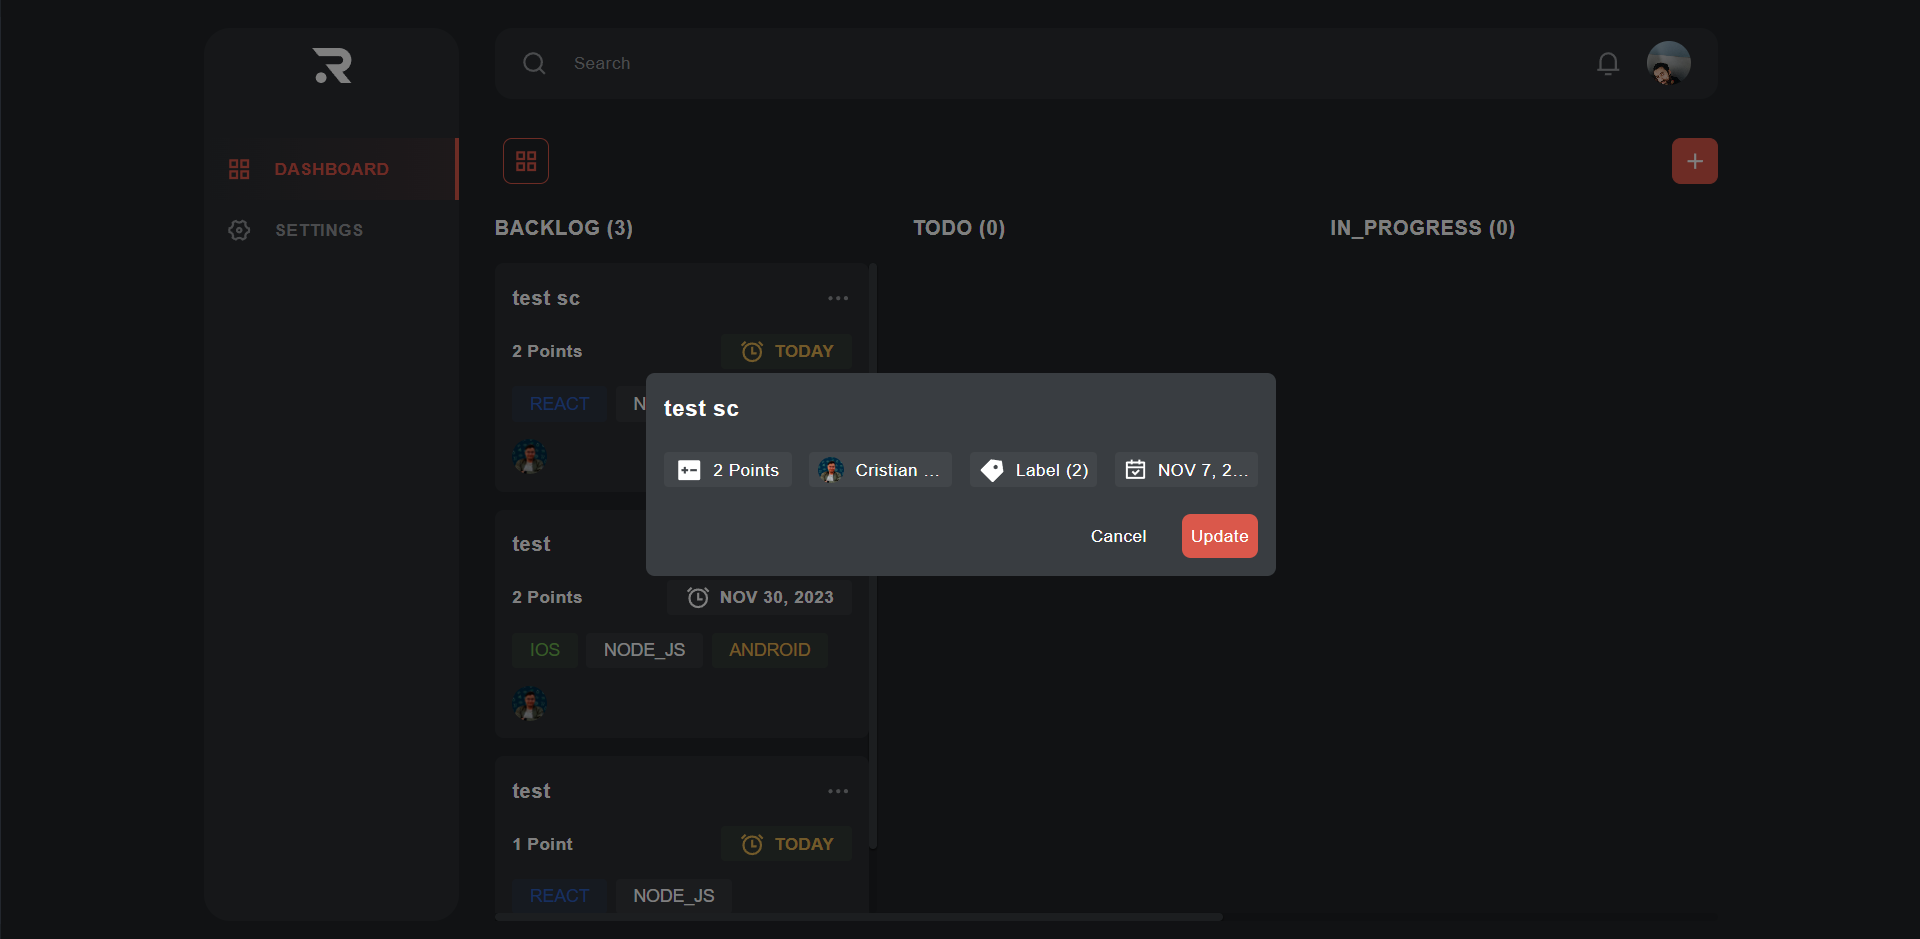 Search
DASHBOARD
SETTINGS
BACKLOG (3)
TODO (0)
IN_PROGRESS (0)
test sc
2 Points
TODAY
REACT
N
test sc
2 Points
Cristian ...
Label (2)
NOV 7, 2...
Cancel
Update
test
2 Points
NOV 30, 2023
IOS
NODE_JS
ANDROID
test
1 Point
TODAY
REACT
NODE_JS